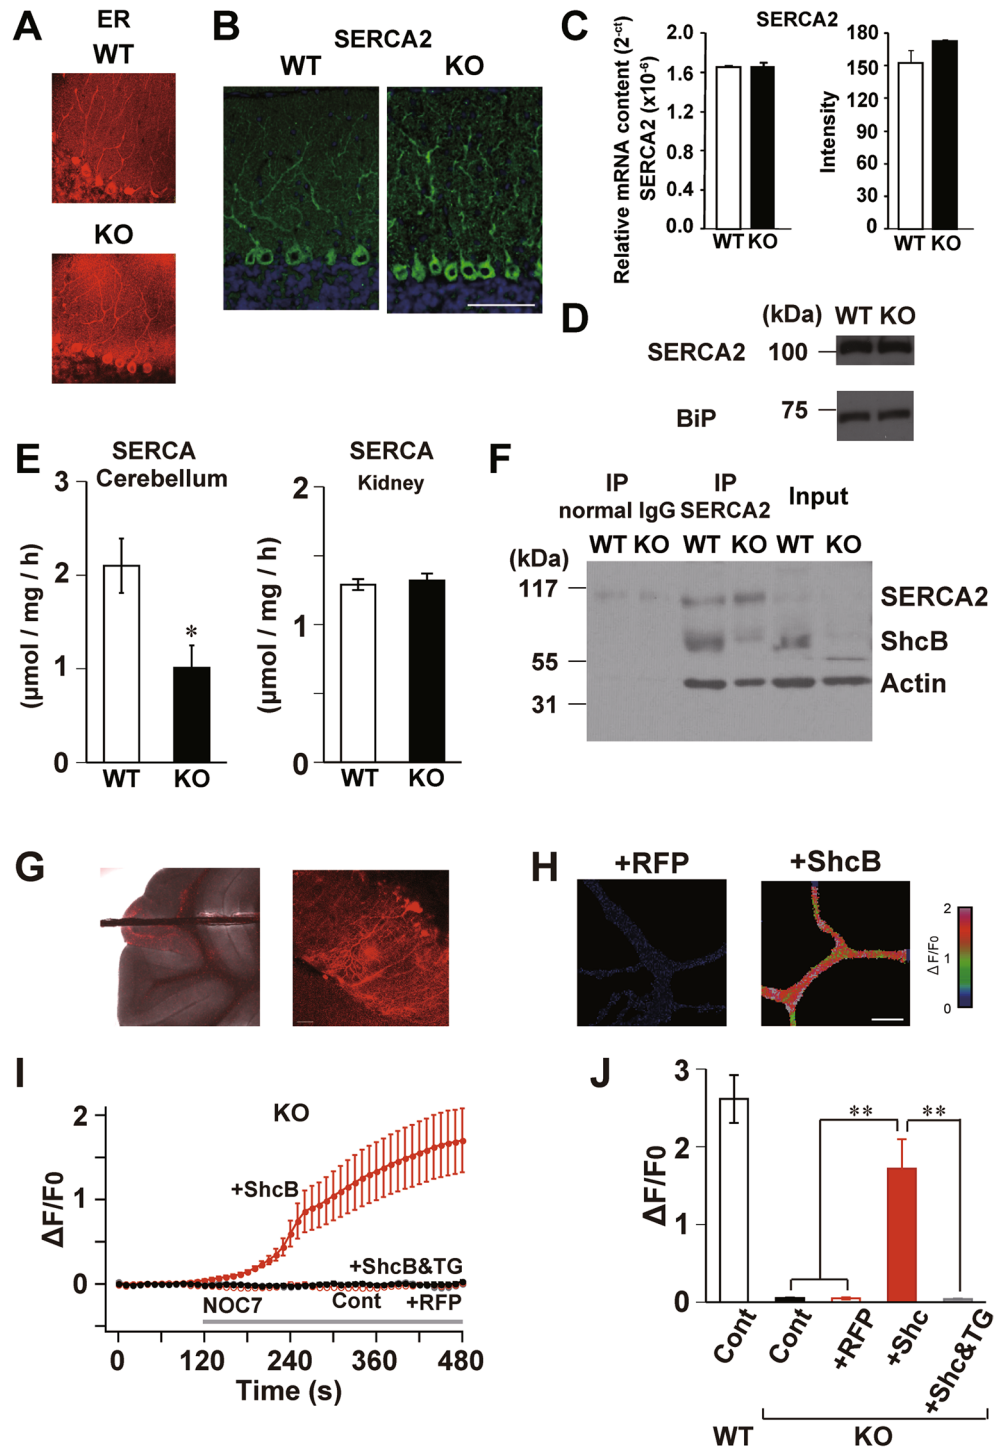 A
ER
WT
KO
B
SERCA2
WT KO
C
SERCA2
Relative mRNA content (2-ct)
SERCA2 (x10-6)
2.0
1.6
1.2
0.8
0.4
0.0
WT KO
Intensity
180
150
120
90
60
30
0
WT KO
D
(kDa) WT KO
SERCA2 100
BiP 75
E
SERCA
Cerebellum
(μmol / mg / h)
3
2
1
0
*
WT KO
SERCA
Kidney
(μmol / mg / h)
2
1
0
WT KO
F
IP
normal IgG
IP
SERCA2
Input
(kDa)
WT KO WT KO WT KO
117
55
31
SERCA2
ShcB
Actin
G
H
+RFP +ShcB
2
1
0
Δ F/F0
I
KO
ΔF/F0
2
1
0
+ShcB
+ShcB&TG
NOC7 Cont +RFP
0 120 240 360 480
Time (s)
J
ΔF/F0
3
2
1
0
** **
Cont Cont +RFP +Shc +Shc&TG
WT KO